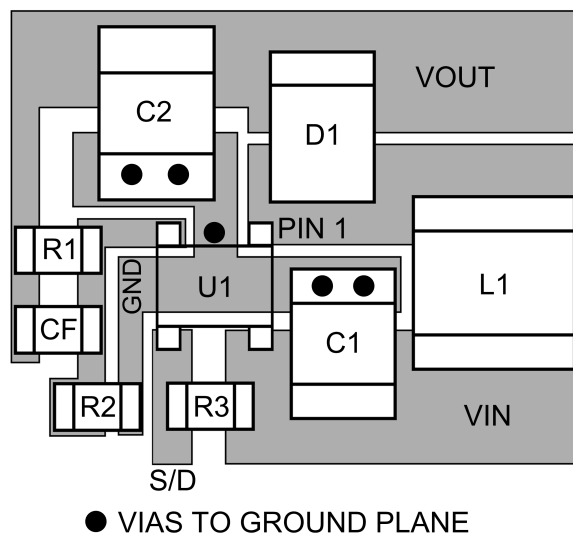 VOUT
C2
D1
R1
PIN 1
GND
U1
L1
CF
C1
R2
R3
VIN
S/D
VIAS TO GROUND PLANE